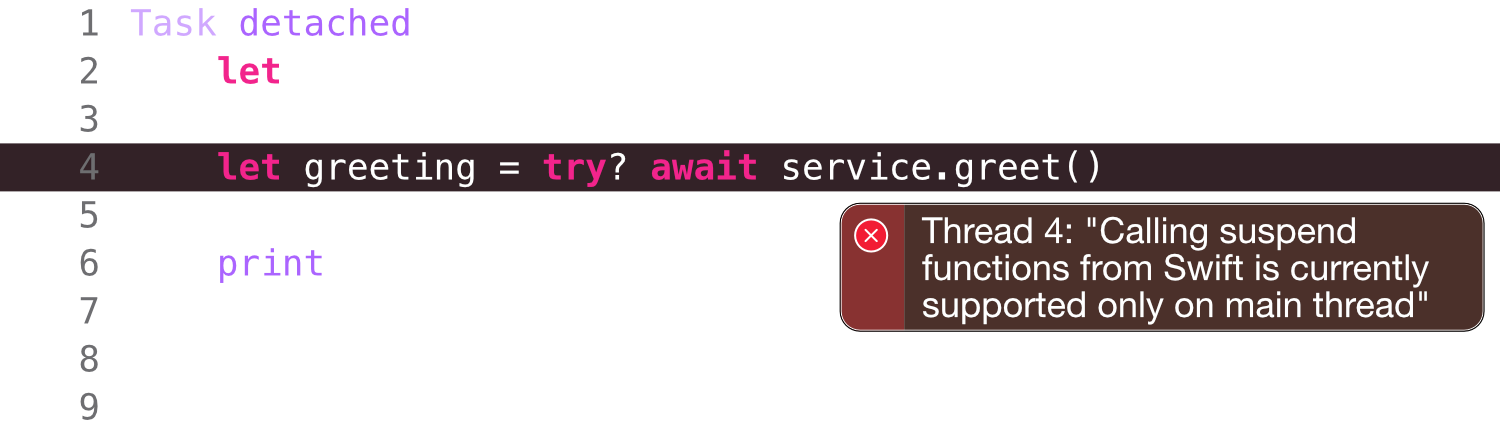 1 Task detached
2 let
3
4 let greeting = try? await service.greet()
5
6 print
7
8
9
Thread 4: "Calling suspend
functions from Swift is currently
supported only on main thread"